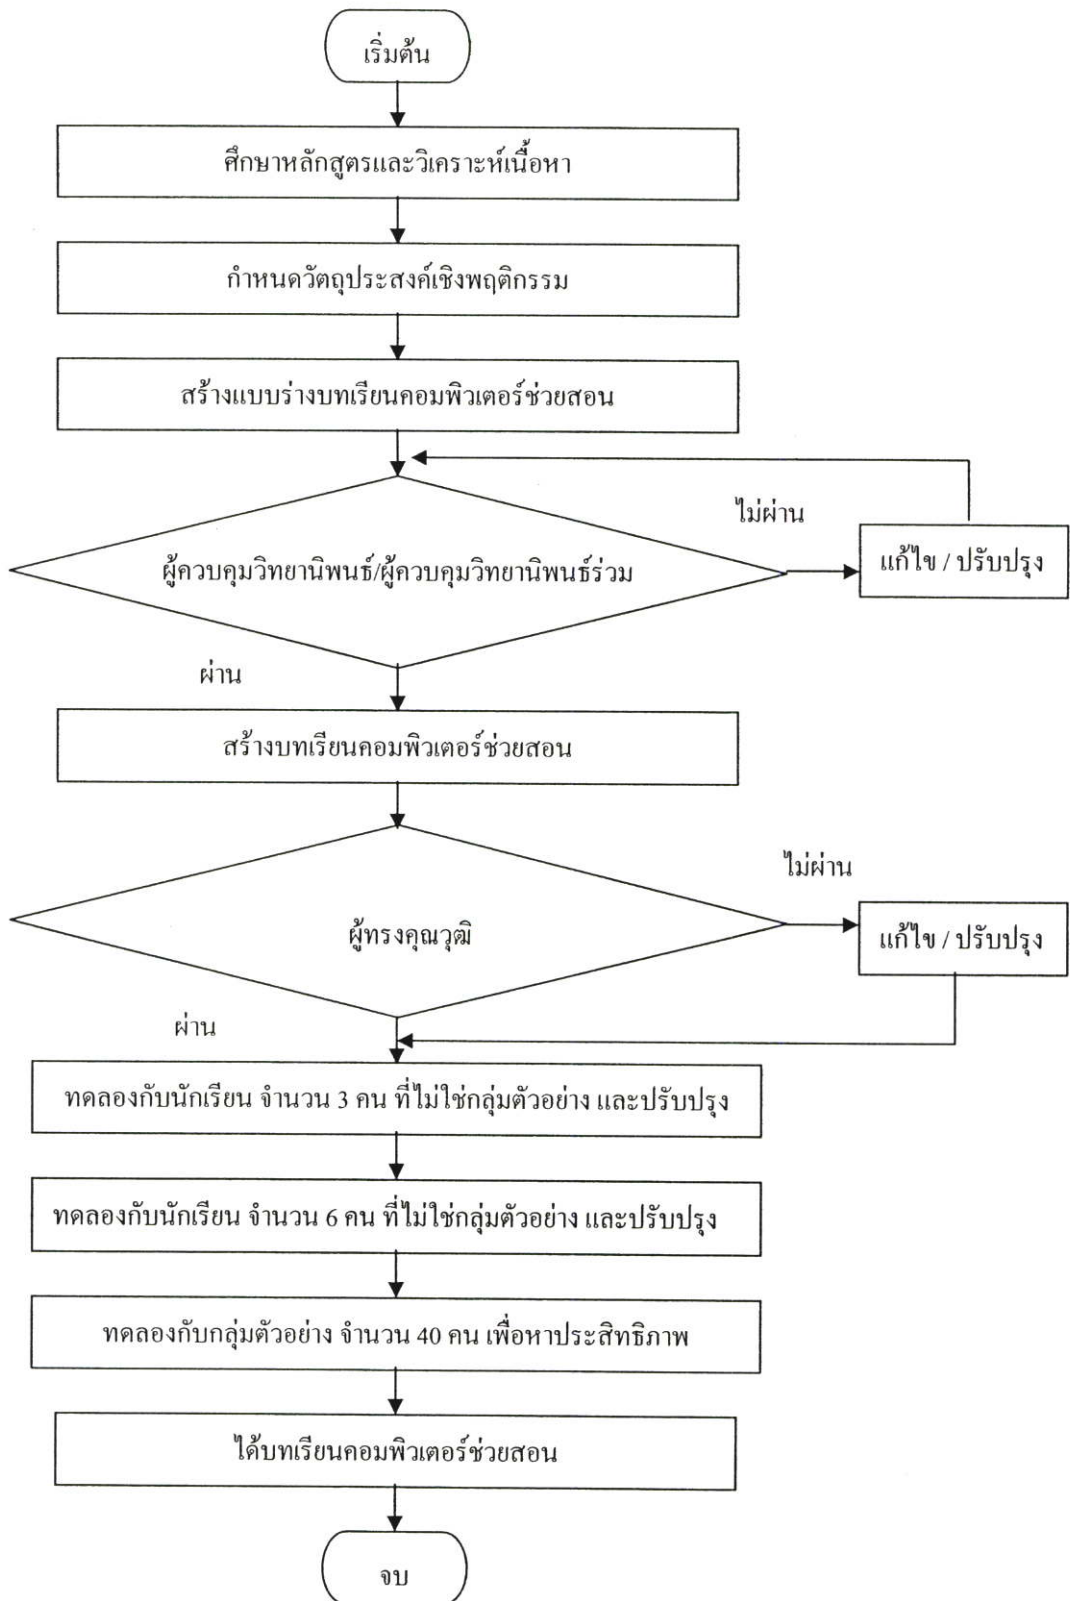 เริ่มต้น
ศึกษาหลักสูตรและวิเคราะห์เนื้อหา
กำหนดวัตถุประสงค์เชิงพฤติกรรม
สร้างแบบร่างบทเรียนคอมพิวเตอร์ช่วยสอน
ไม่ผ่าน
ผู้ควบคุมวิทยานิพนธ์/ผู้ควบคุมวิทยานิพนธ์ร่วม
แก้ไข / ปรับปรุง
ผ่าน
สร้างบทเรียนคอมพิวเตอร์ช่วยสอน
ไม่ผ่าน
ผู้ทรงคุณวุฒิ
แก้ไข / ปรับปรุง
ผ่าน
ทดลองกับนักเรียน จำนวน 3 คน ที่ไม่ใช่กลุ่มตัวอย่าง และปรับปรุง
ทดลองกับนักเรียน จำนวน 6 คน ที่ไม่ใช่กลุ่มตัวอย่าง และปรับปรุง
ทดลองกับกลุ่มตัวอย่าง จำนวน 40 คน เพื่อหาประสิทธิภาพ
ได้บทเรียนคอมพิวเตอร์ช่วยสอน
จบ